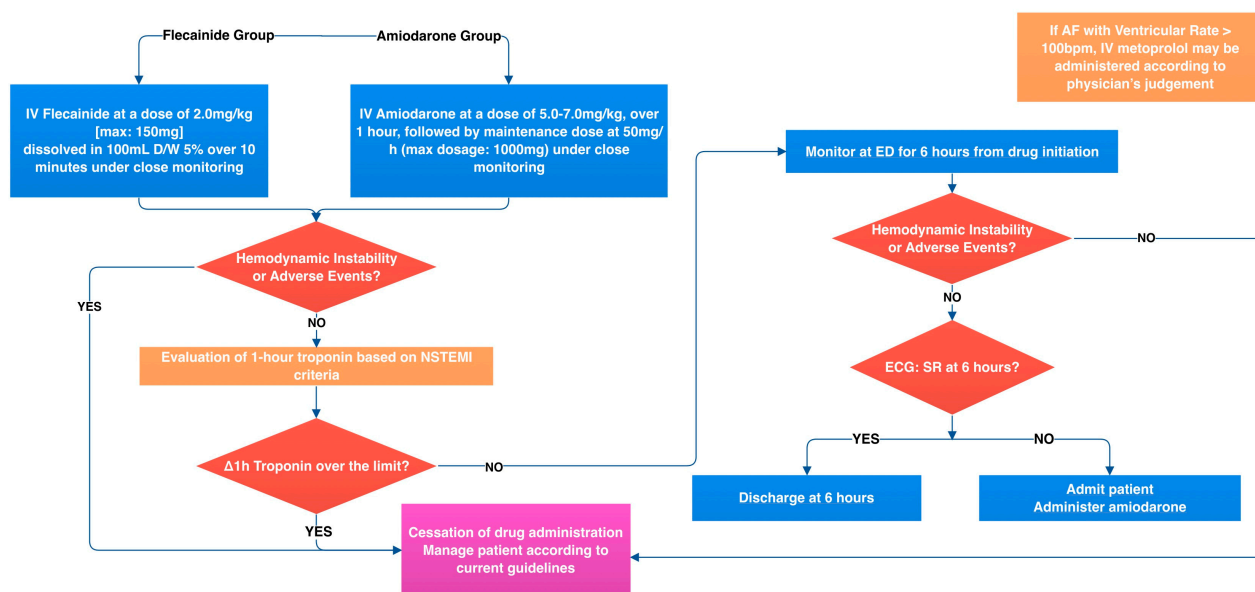 Flecainide Group
Amiodarone Group
IV Flecainide at a dose of 2.0mg/kg
[max: 150mg]
dissolved in 100mL D/W 5% over 10
minutes under close monitoring
IV Amiodarone at a dose of 5.0-7.0mg/kg, over
1 hour, followed by maintenance dose at 50mg/
h (max dosage: 1000mg) under close
monitoring
Hemodynamic Instability
or Adverse Events?
YES
NO
Evaluation of 1-hour troponin based on NSTEMI
criteria
Δ1h Troponin over the limit?
NO
YES
Cessation of drug administration
Manage patient according to
current guidelines
If AF with Ventricular Rate >
100bpm, IV metoprolol may be
administered according to
physician's judgement
Monitor at ED for 6 hours from drug initiation
Hemodynamic Instability
or Adverse Events?
NO
NO
ECG: SR at 6 hours?
YES
NO
Discharge at 6 hours
Admit patient
Administer amiodarone